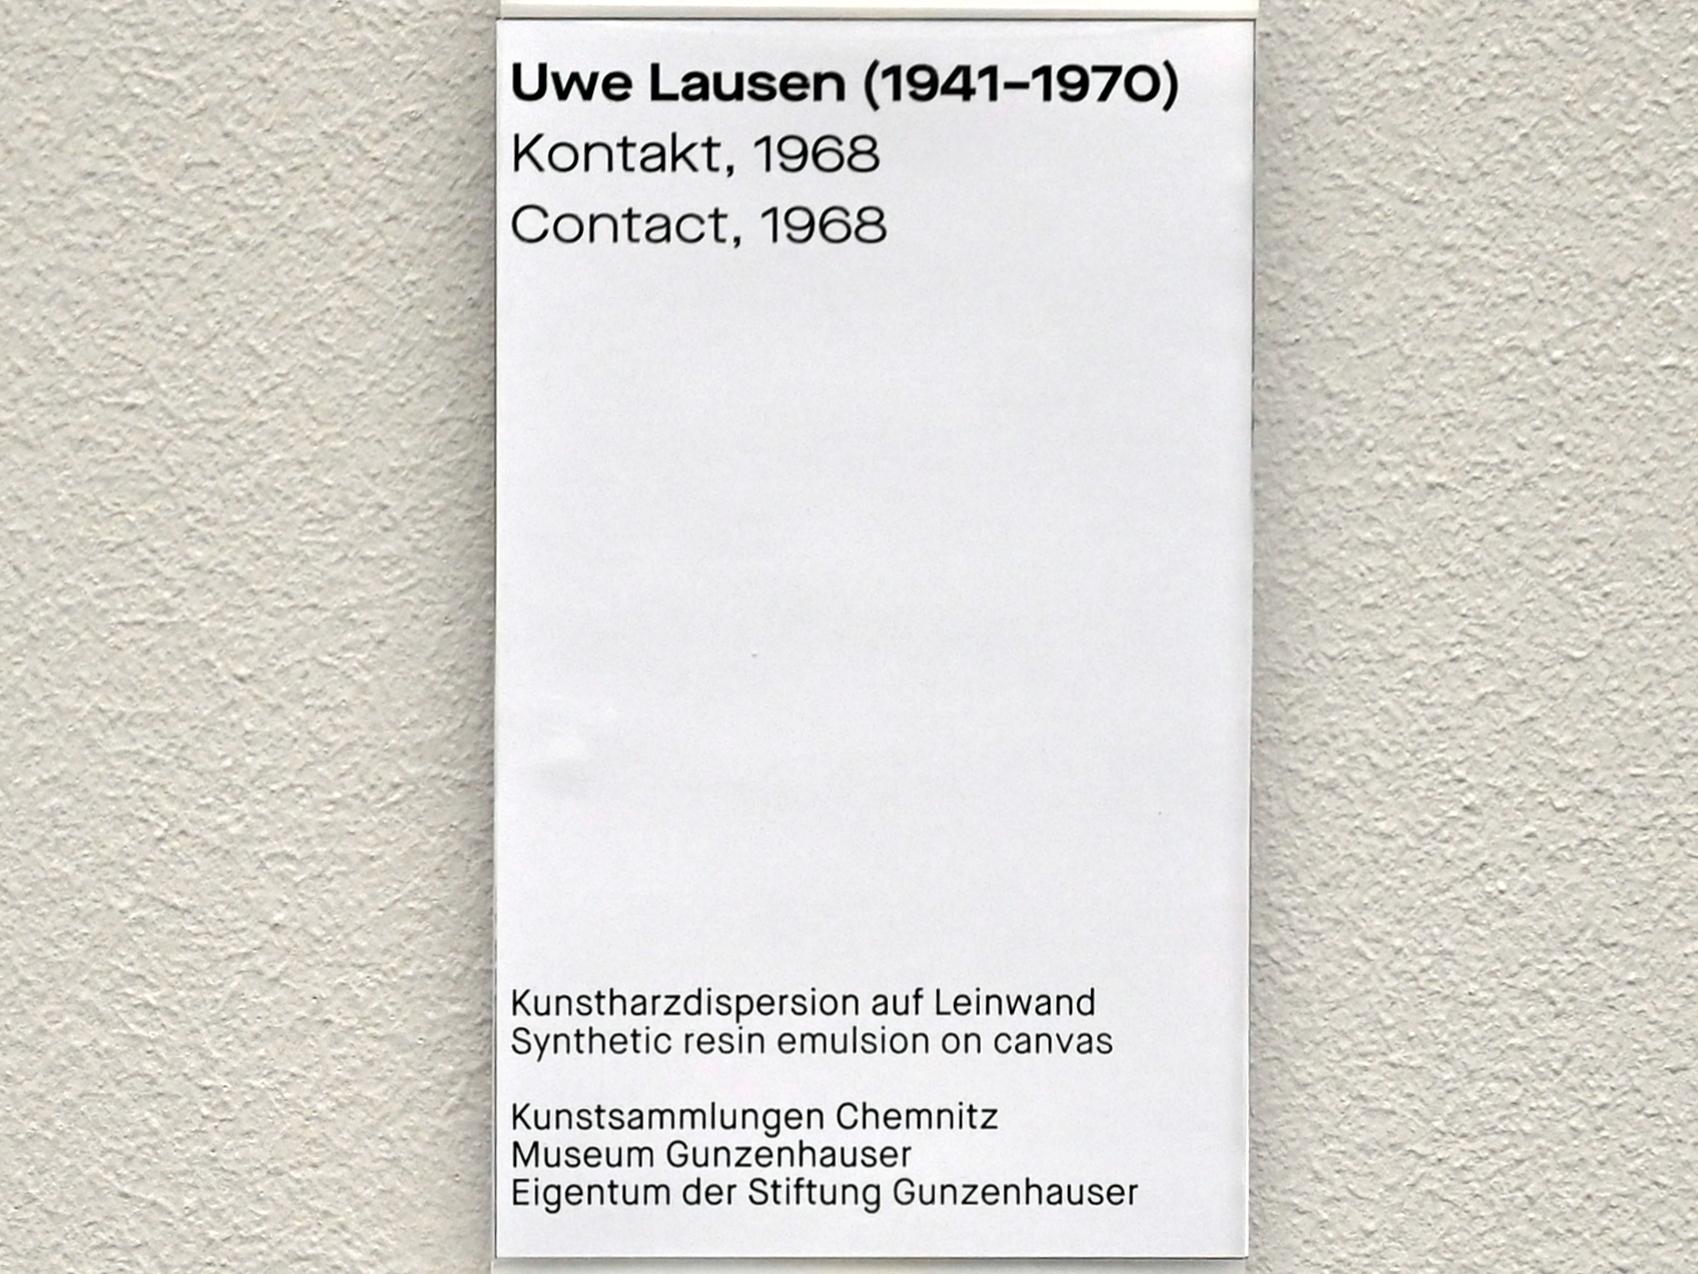 Uwe Lausen (1941–1970)
Kontakt, 1968
Contact, 1968
Kunstharzdispersion auf Leinwand
Synthetic resin emulsion on canvas
Kunstsammlungen Chemnitz
Museum Gunzenhauser
Eigentum der Stiftung Gunzenhauser